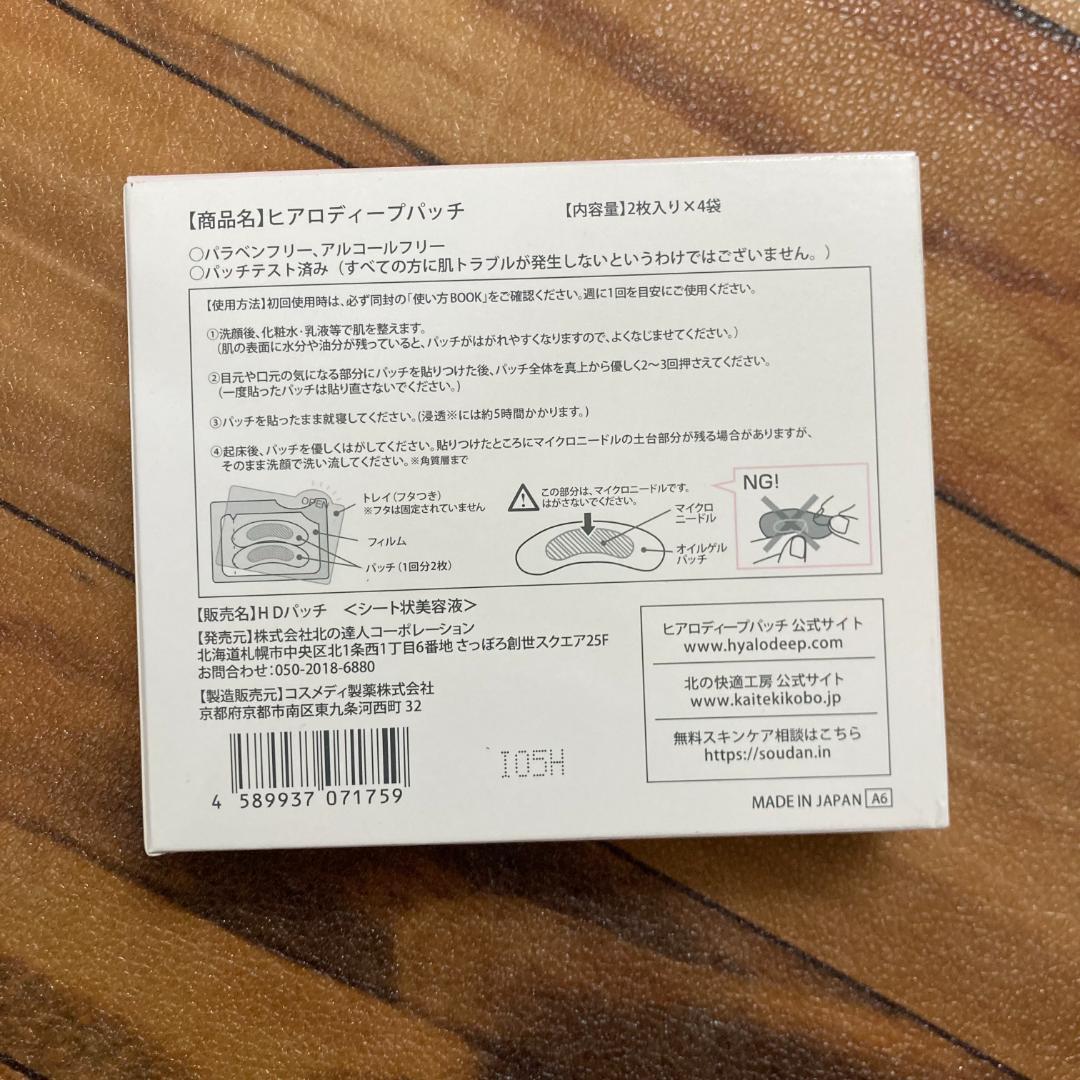 【商品名】ヒアロディープパッチ
【内容量】2枚入り×4袋
○パラベンフリー、アルコールフリー
○パッチテスト済み（すべての方に肌トラブルが発生しないというわけではございません。）
【使用方法】初回使用時は、必ず同封の「使い方BOOK」をご確認ください。週に1回を目安にご使用ください。
①洗顔後、化粧水・乳液等で肌を整えます。
（肌の表面に水分や油分が残っていると、パッチがはがれやすくなりますので、よくなじませてください。）
②目元や口元の気になる部分にパッチを貼りつけた後、パッチ全体を真上から優しく2～3回押さえてください。
（一度貼ったパッチは貼り直さないでください。）
③パッチを貼ったまま就寝してください。（浸透※には約5時間かかります。）
④起床後、パッチを優しくはがしてください。貼りつけたところにマイクロニードルの土台部分が残る場合がありますが、
そのまま洗顔で洗い流してください。※角質層まで
OPEN
トレイ（フタつき）
※フタは固定されていません
フィルム
パッチ（1回分2枚）
この部分は、マイクロニードルです。
はがさないでください。
マイクロ
ニードル
オイルゲル
パッチ
NG!
【販売名】HDパッチ ＜シート状美容液＞
【発売元】株式会社北の達人コーポレーション
北海道札幌市中央区北1条西1丁目6番地 さっぽろ創世スクエア25F
お問合わせ：050-2018-6880
【製造販売元】コスメディ製薬株式会社
京都府京都市南区東九条河西町 32
ヒアロディープパッチ 公式サイト
www.hyalodeep.com
北の快適工房 公式サイト
www.kaitekikobo.jp
無料スキンケア相談はこちら
https://soudan.in
4 589937 071759
I05H
MADE IN JAPAN A6